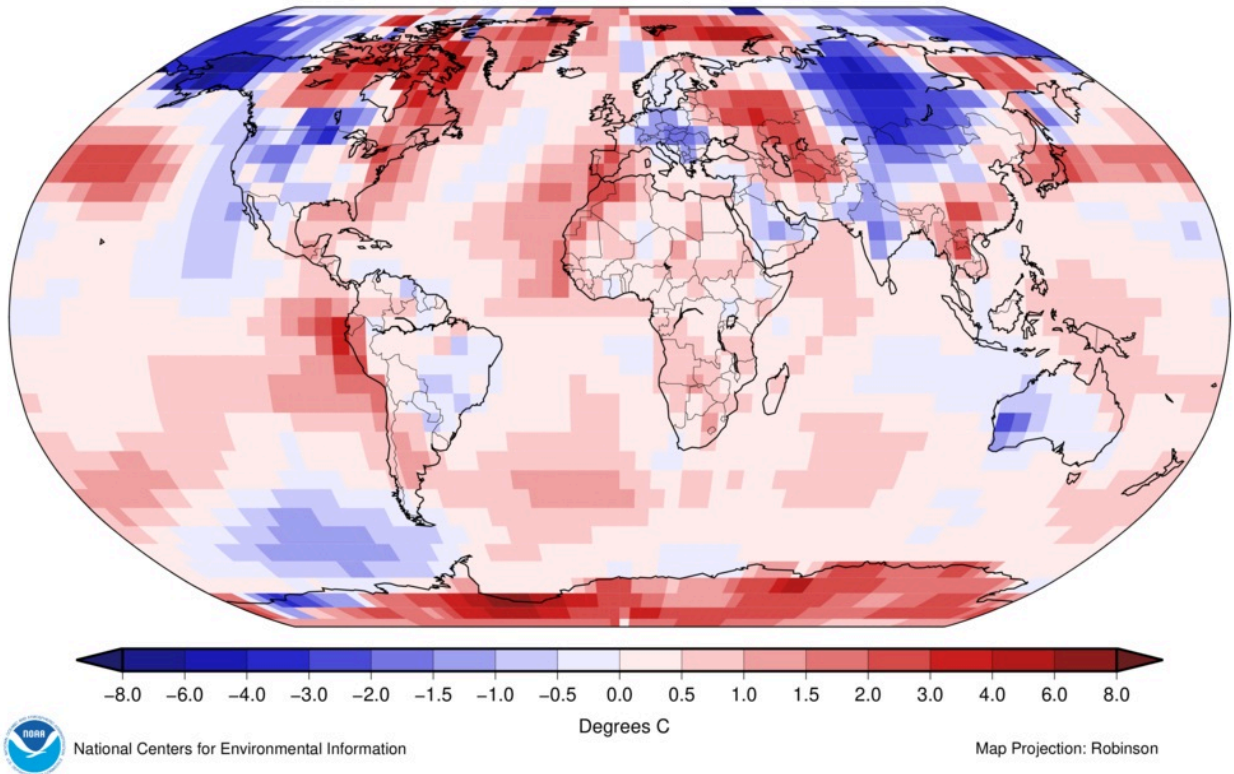 −8.0 −6.0 −4.0 −3.0 −2.0 −1.5 −1.0 −0.5 0.0 0.5 1.0 1.5 2.0 3.0 4.0 6.0 8.0
Degrees C
NOAA
National Centers for Environmental Information
Map Projection: Robinson